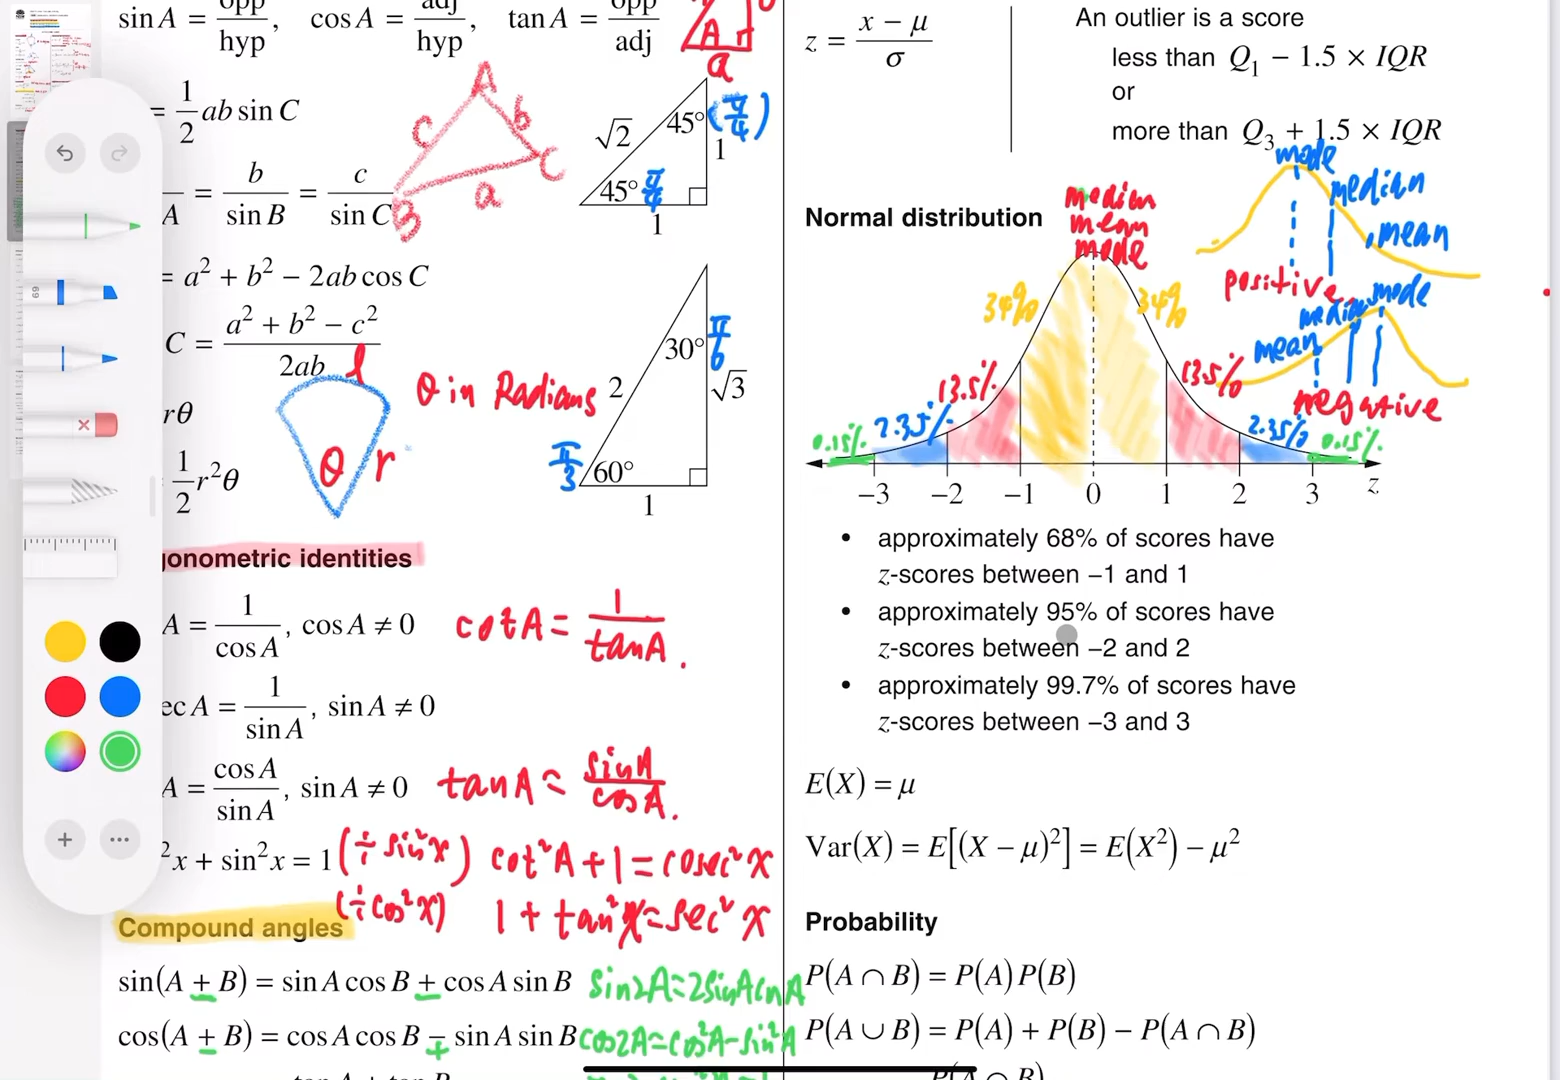 sin A = opp/hyp, cos A = adj/hyp, tan A = opp/adj
A
a
= 1/2 ab sin C
A
b
c
C
a
B
√2
45°
(π/4)
1
45°
π/4
1
A = b/sin B = c/sin C
= a² + b² − 2ab cos C
C = (a² + b² − c²)/2ab
l
θ in Radians
rθ
θ
r
1/2 r²θ
30°
π/6
2
√3
π/3
60°
1
gonometric identities
A = 1/cos A, cos A ≠ 0
cot A = 1/tan A.
ec A = 1/sin A, sin A ≠ 0
A = cos A/sin A, sin A ≠ 0
tan A = sin A/cos A.
²x + sin²x = 1
(÷ sin²x) cot²A + 1 = cosec²x
(÷ cos²x) 1 + tan²x = sec²x
Compound angles
sin(A + B) = sin A cos B + cos A sin B
sin2A = 2sinAcosA
cos(A + B) = cos A cos B − sin A sin B
cos2A = cos²A − sin²A
z = (x − μ)/σ
An outlier is a score
less than Q₁ − 1.5 × IQR
or
more than Q₃ + 1.5 × IQR
Normal distribution
median
mean
mode
mode
median
mean
positive
mode
median
mean
negative
34%
34%
13.5%
13.5%
2.35%
2.35%
0.15%
0.15%
−3 −2 −1 0 1 2 3 z
• approximately 68% of scores have
z-scores between −1 and 1
• approximately 95% of scores have
z-scores between −2 and 2
• approximately 99.7% of scores have
z-scores between −3 and 3
E(X) = μ
Var(X) = E[(X − μ)²] = E(X²) − μ²
Probability
P(A ∩ B) = P(A)P(B)
P(A ∪ B) = P(A) + P(B) − P(A ∩ B)